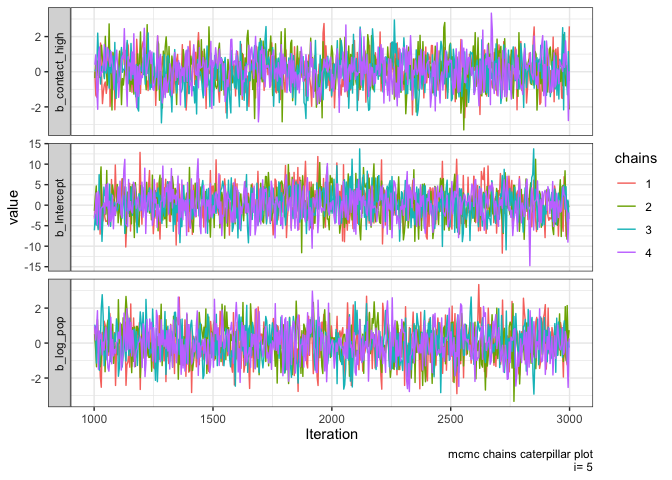 b_contact_high
2
0
-2
b_Intercept
15
10
5
0
-5
-10
-15
b_log_pop
2
0
-2
value
1000 1500 2000 2500 3000
Iteration
chains
1
2
3
4
mcmc chains caterpillar plot
i= 5